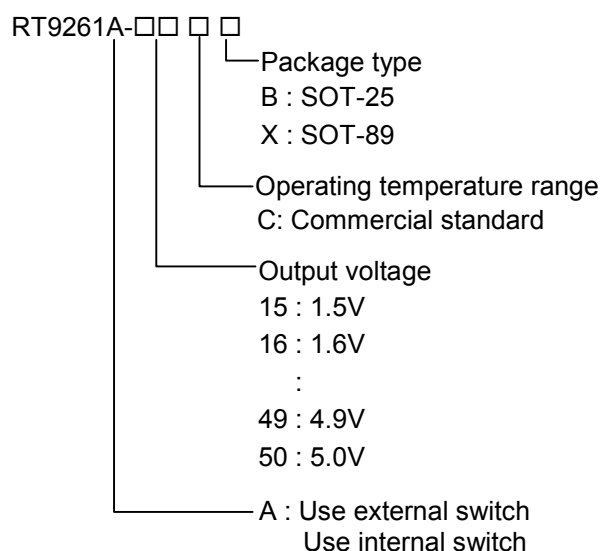 RT9261A-□□ □ □
Package type
B : SOT-25
X : SOT-89
Operating temperature range
C: Commercial standard
Output voltage
15 : 1.5V
16 : 1.6V
:
49 : 4.9V
50 : 5.0V
A : Use external switch
Use internal switch